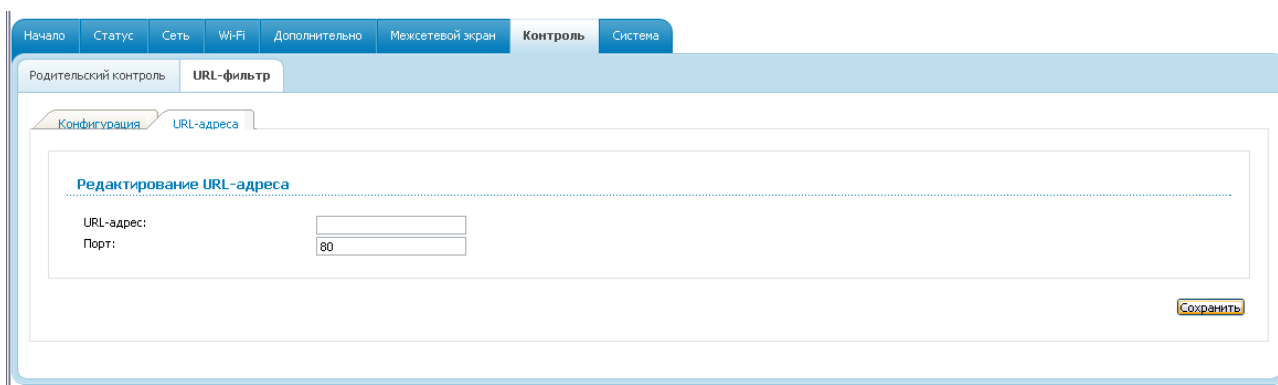 Начало Статус Сеть Wi-Fi Дополнительно Межсетевой экран Контроль Система
Родительский контроль URL-фильтр
Конфигурация URL-адреса
Редактирование URL-адреса
URL-адрес:
Порт: 80
Сохранить